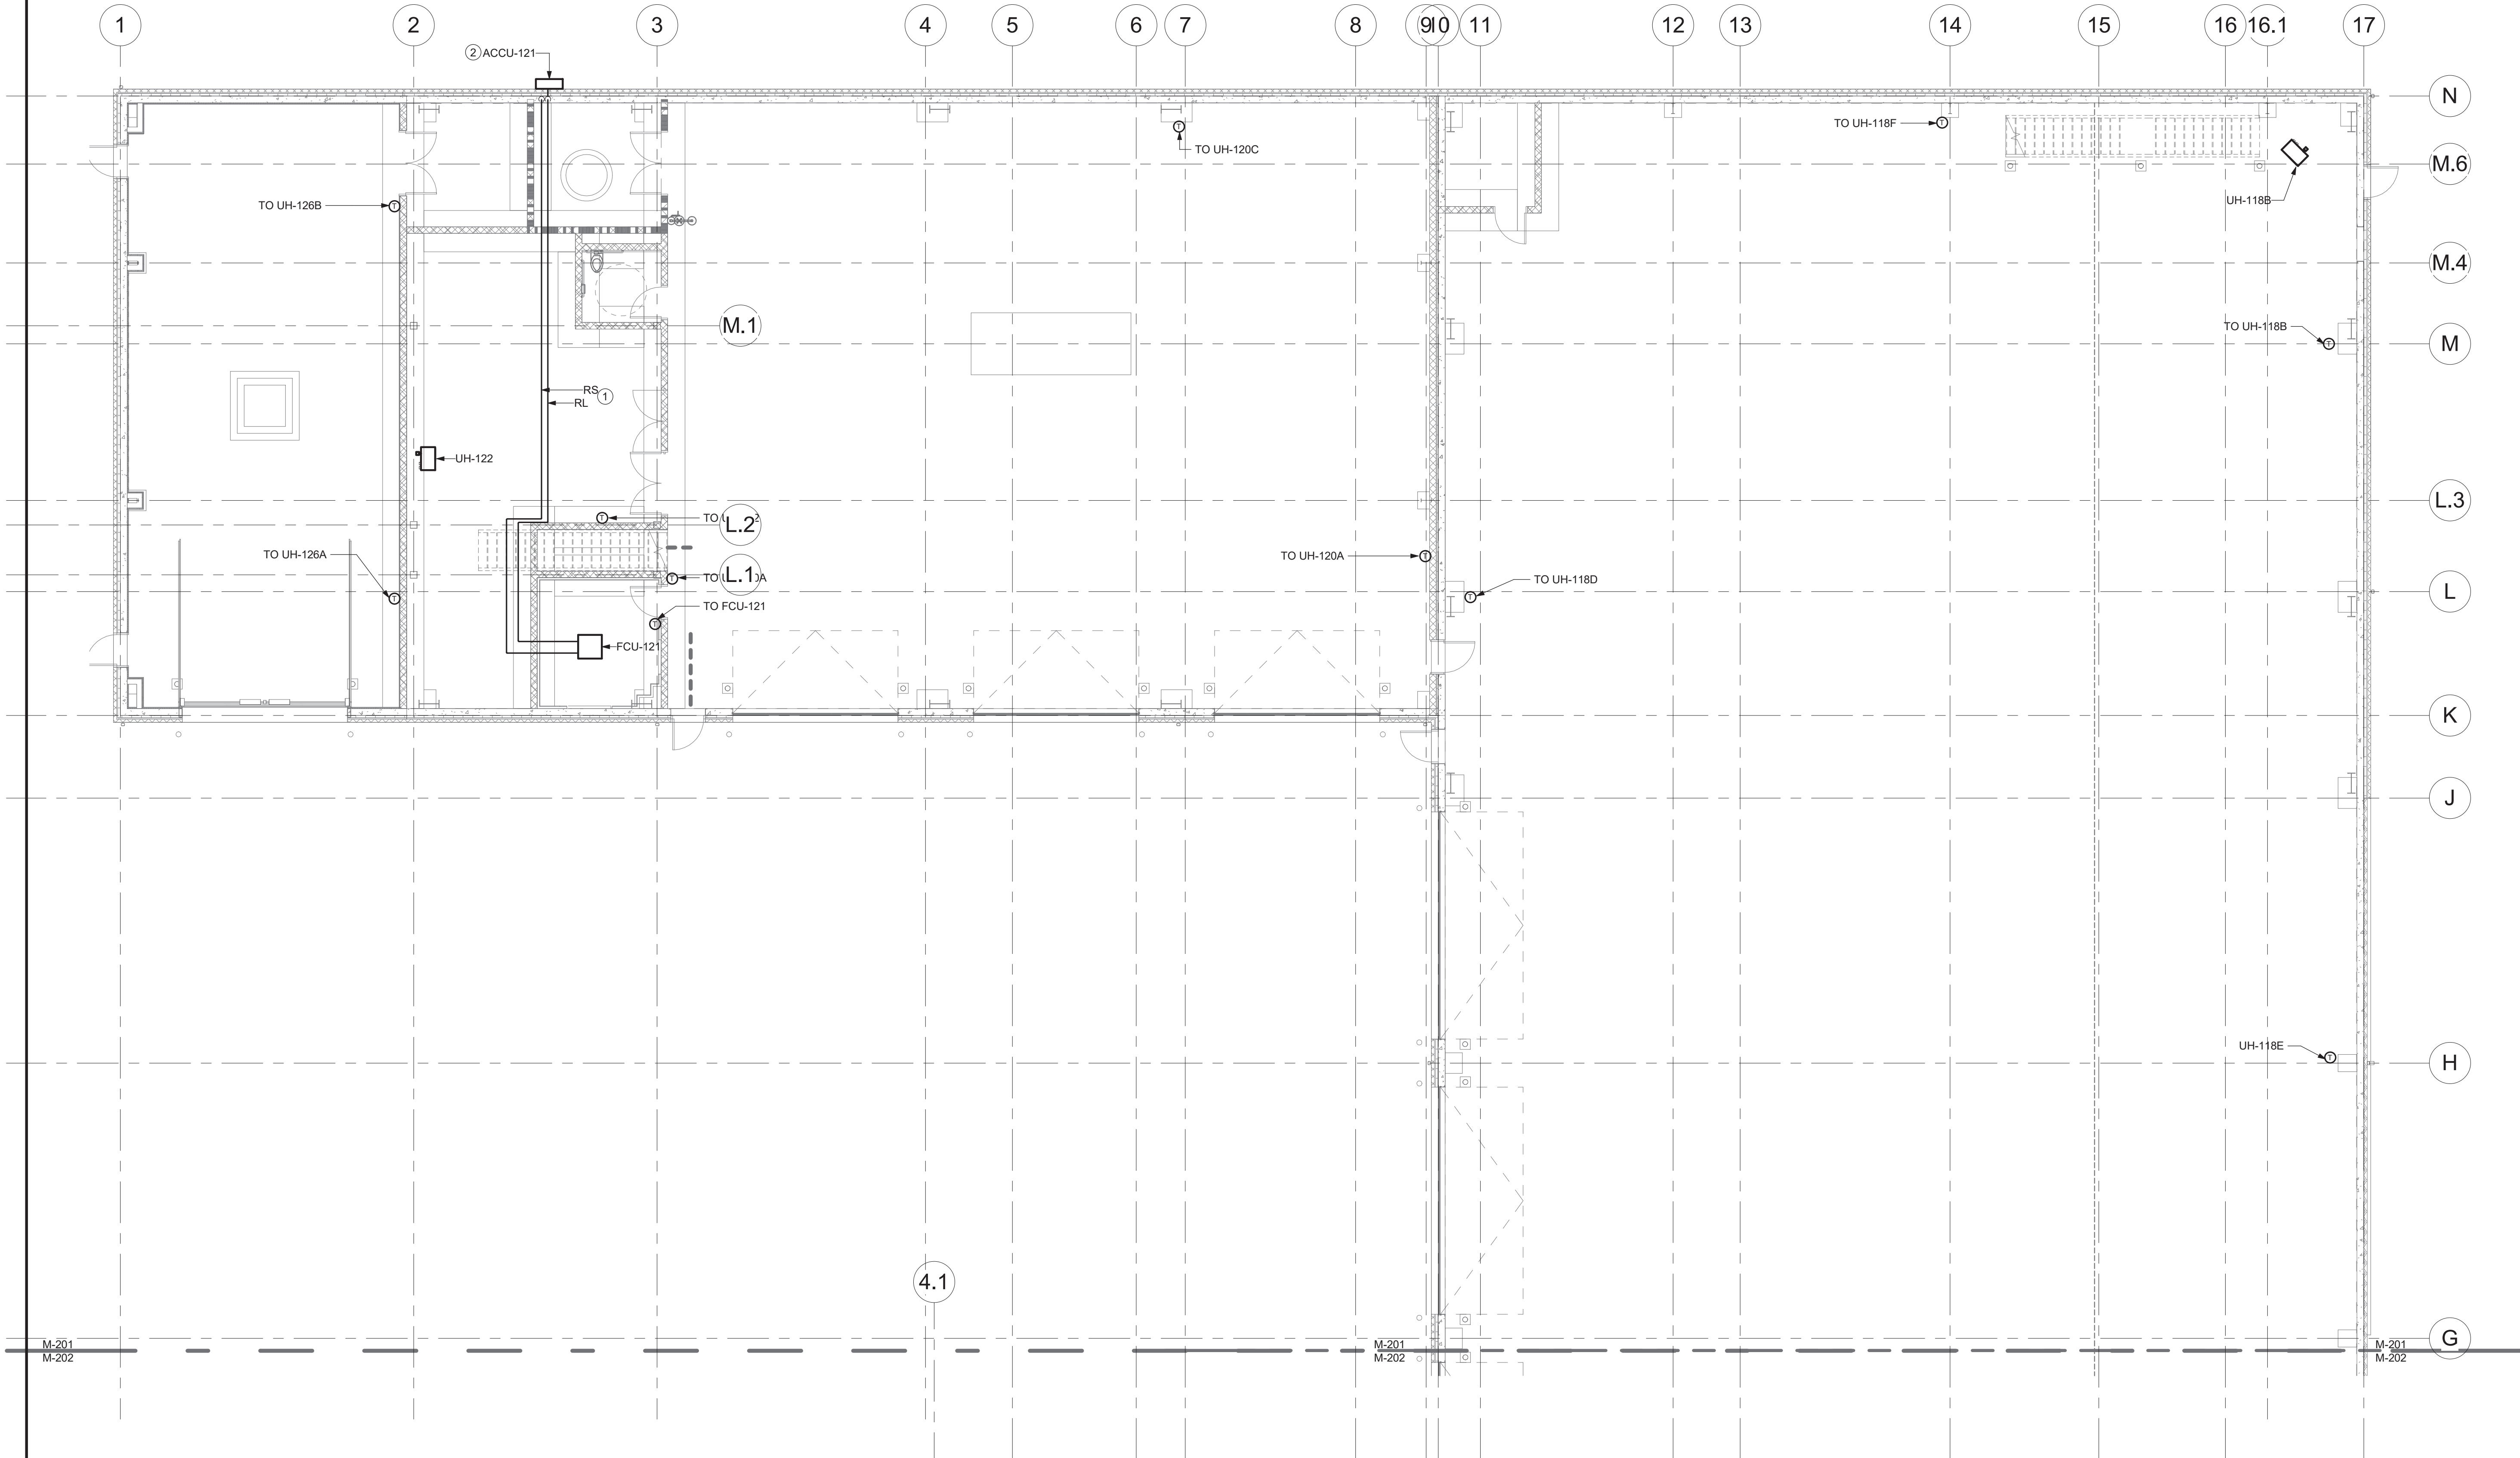 1 2 3 4 5 6 7 8 9 10 11 12 13 14 15 16 16.1 17
2 ACCU-121
N
TO UH-118F
TO UH-120C
M.6
TO UH-126B
UH-118B
M.4
M.1
TO UH-118B
M
RS
1
RL
UH-122
L.3
TO
L.2
TO UH-126A
TO UH-120A
L.1
TO
TO UH-118D
L
TO FCU-121
FCU-121
K
J
UH-118E
H
4.1
G
M-201
M-202
M-201
M-202
M-201
M-202